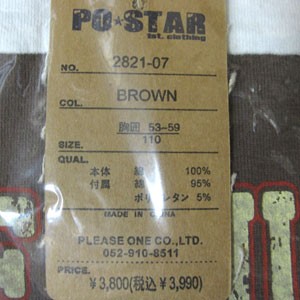 PO★STAR
1st. clothing
NO. 2821-07
COL. BROWN
胸囲 53-59
SIZE. 110
QUAL.
本体 綿 100%
付属 綿 95%
ポリウレタン 5%
MADE IN CHINA
PLEASE ONE CO.,LTD.
052-910-8511
PRICE.
¥3,800(税込¥3,990)